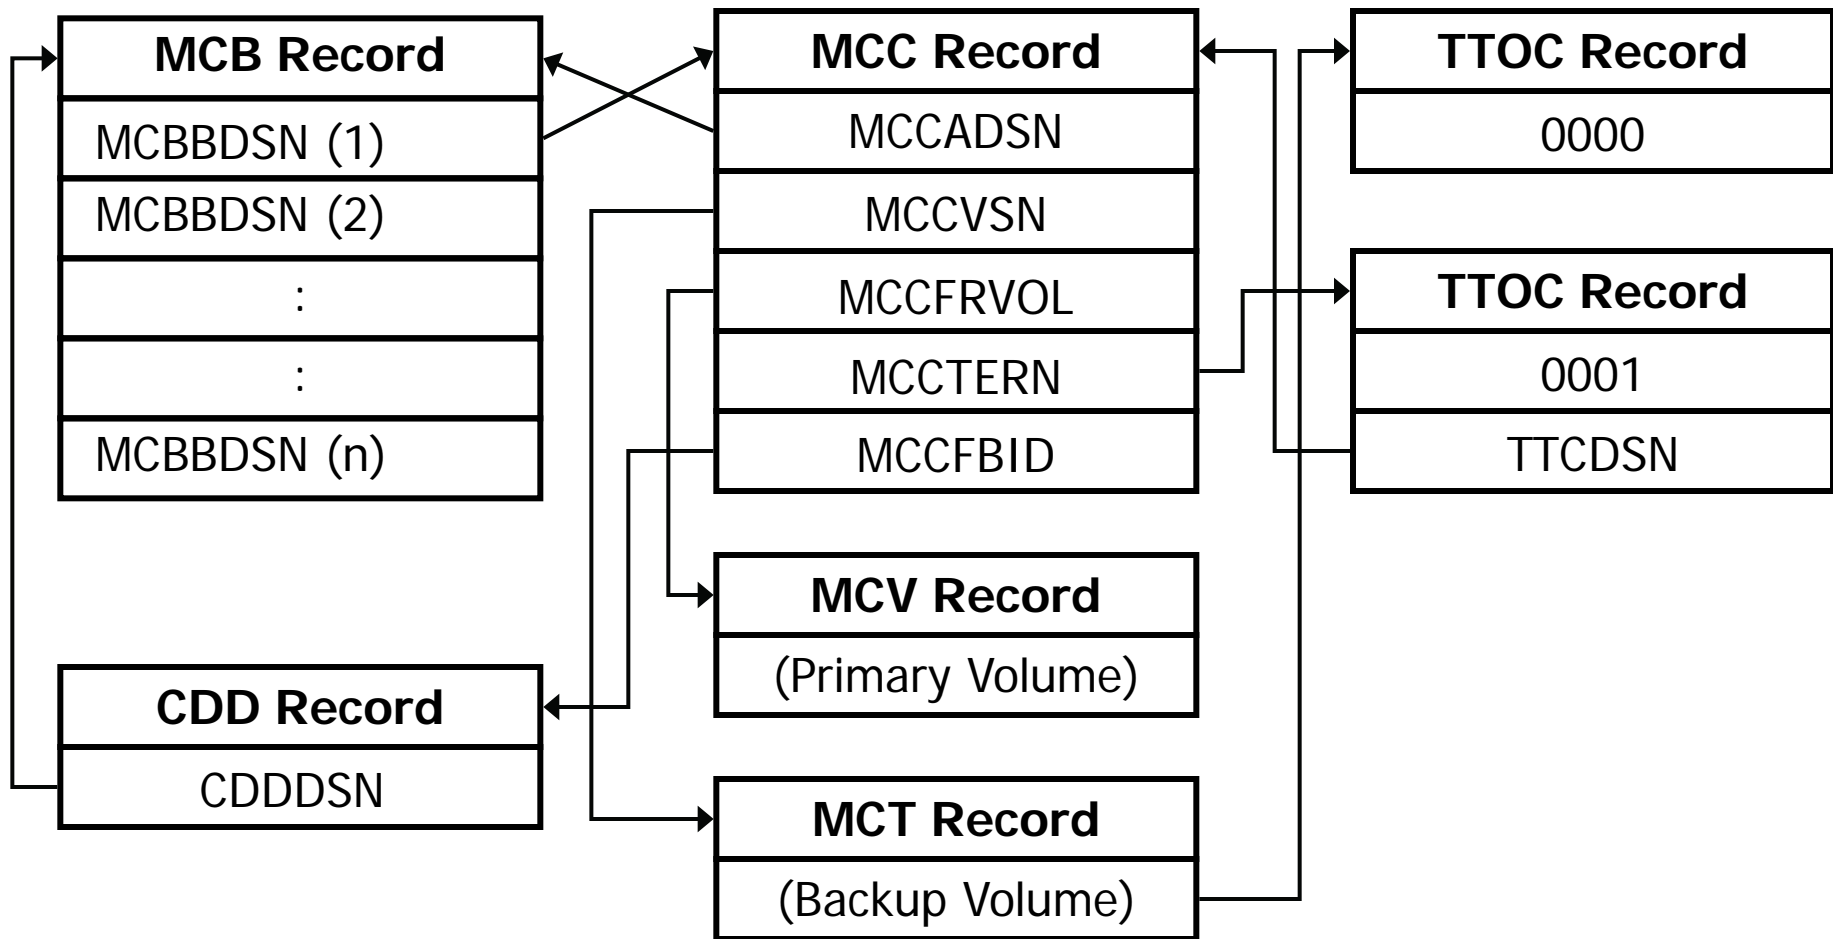 MCB Record
MCBBDSN (1)
MCBBDSN (2)
:
:
MCBBDSN (n)
MCC Record
MCCADSN
MCCVSN
MCCFRVOL
MCCTERN
MCCFBID
TTOC Record
0000
TTOC Record
0001
TTCDSN
MCV Record
(Primary Volume)
CDD Record
CDDDSN
MCT Record
(Backup Volume)